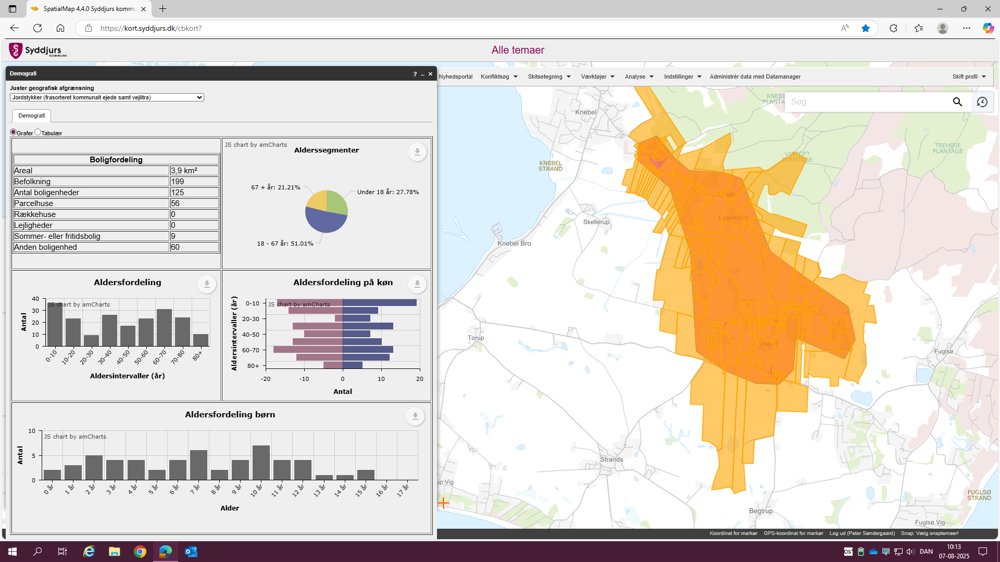 SpatialMap 4.4.0 Syddjurs kommu
https://kort.syddjurs.dk/cbkort?
Syddjurs
KOMMUNE
Alle temaer
Demografi
? _ ×
Nyhedsportal Konfliktsøg Skitsetegning Værktøjer Analyse Indstillinger Administrér data med Datamanager Skift profil
Juster geografisk afgrænsning
Jordstykker (frasorteret kommunalt ejede samt vejlitra)
Søg
Demografi
Grafer Tabulær
Boligfordeling
Areal 3,9 km²
Befolkning 199
Antal boligenheder 125
Parcelhuse 56
Rækkehuse 0
Lejligheder 0
Sommer- eller fritidsbolig 9
Anden boligenhed 60
JS chart by amCharts
Alderssegmenter
67 + år: 21.21%
Under 18 år: 27.78%
18 - 67 år: 51.01%
Aldersfordeling
JS chart by amCharts
Antal
40
30
20
10
0
0-10 10-20 20-30 30-40 40-50 50-60 60-70 70-80 80+
Aldersintervaller (år)
Aldersfordeling på køn
JS chart by amCharts
Aldersintervaller (år)
0-10
20-30
40-50
60-70
80+
-20 -10 0 10 20
Antal
Aldersfordeling børn
JS chart by amCharts
Antal
10
5
0
0 år 1 år 2 år 3 år 4 år 5 år 6 år 7 år 8 år 9 år 10 år 11 år 12 år 13 år 14 år 15 år 16 år 17 år
Alder
Knebel
KNEBEL
STRAND
VISTOFT
PLANTAGE
TREHØJE
PLANTAGE
Lynge
Løgerholm
Skellerup
Knebel Bro
Torup
Vistoft
Fuglsø
Strands
up Vig
Begtrup
FUGLSØ
STRAND
Fuglsø Vig
Koordinat for markør GPS-koordinat for markør Log ud (Peter Søndergaard) Snap: Vælg snaptemaer!
DAN
10:13
07-08-2025